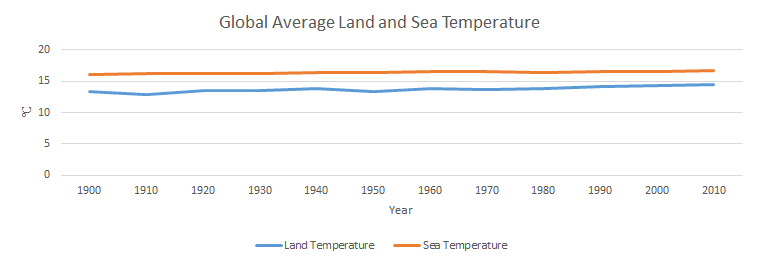 Global Average Land and Sea Temperature
20
15
10
5
0
°C
1900 1910 1920 1930 1940 1950 1960 1970 1980 1990 2000 2010
Year
Land Temperature Sea Temperature